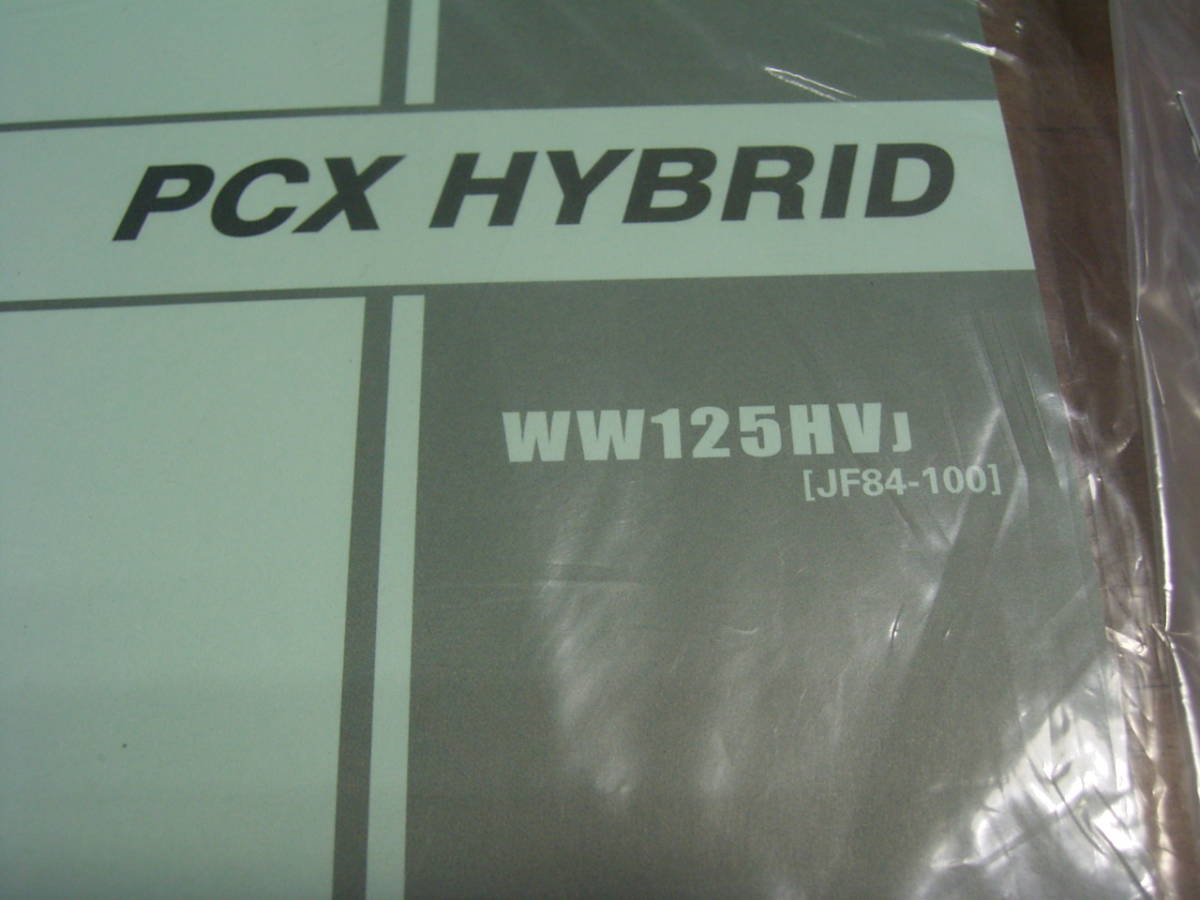 PCX HYBRID
WW125HVJ
[JF84-100]